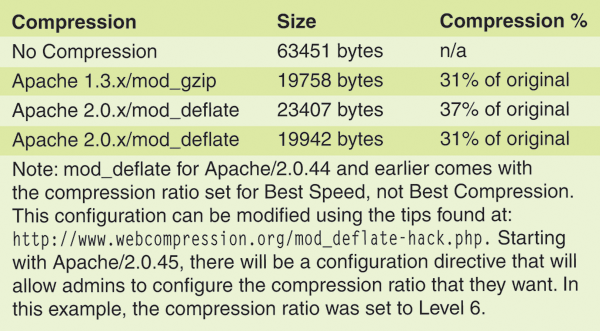 Compression Size Compression %
No Compression 63451 bytes n/a
Apache 1.3.x/mod_gzip 19758 bytes 31% of original
Apache 2.0.x/mod_deflate 23407 bytes 37% of original
Apache 2.0.x/mod_deflate 19942 bytes 31% of original
Note: mod_deflate for Apache/2.0.44 and earlier comes with
the compression ratio set for Best Speed, not Best Compression.
This configuration can be modified using the tips found at:
http://www.webcompression.org/mod_deflate-hack.php. Starting
with Apache/2.0.45, there will be a configuration directive that will
allow admins to configure the compression ratio that they want. In
this example, the compression ratio was set to Level 6.